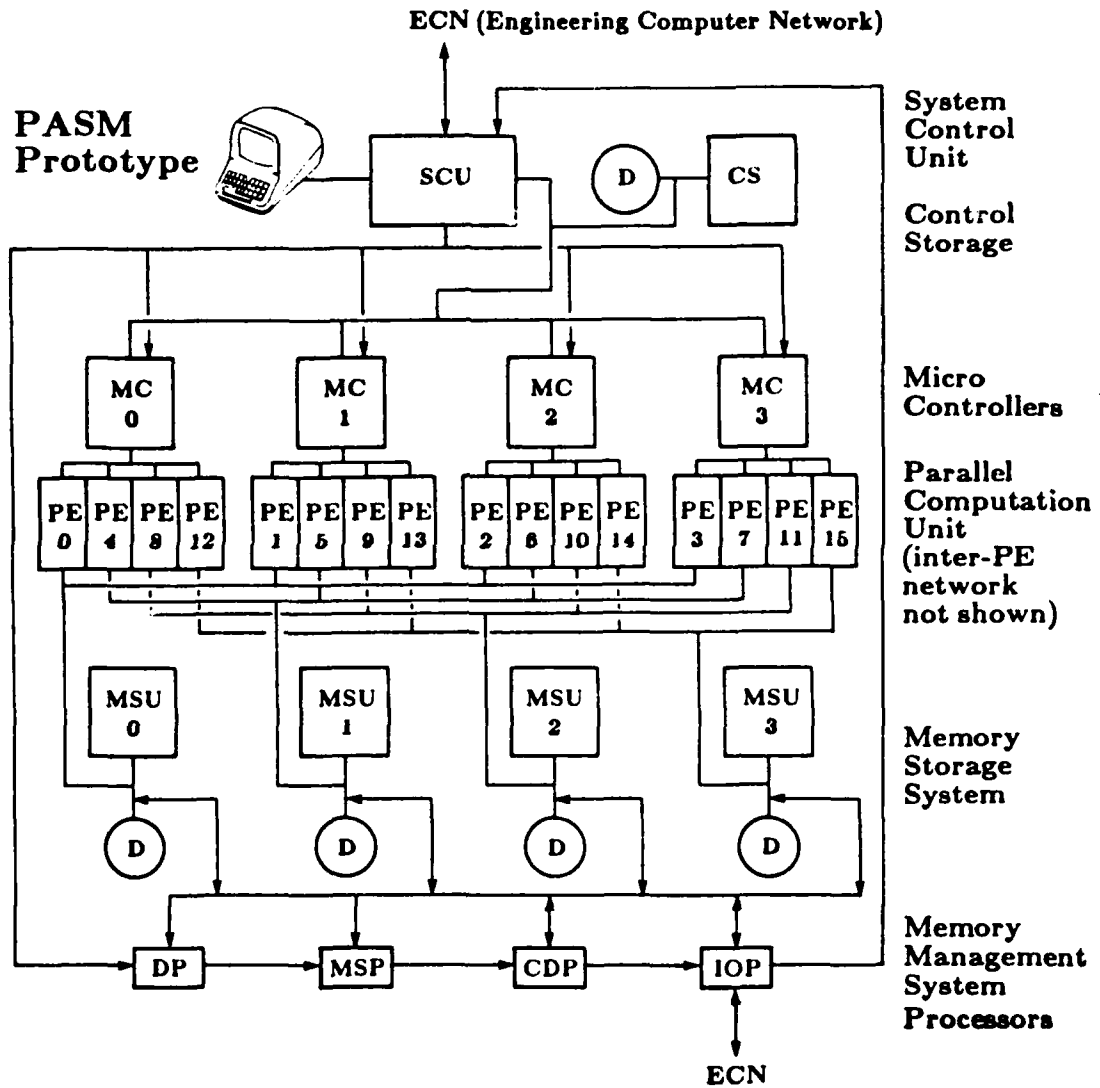 ECN (Engineering Computer Network)
PASM
Prototype
SCU
D
CS
System
Control
Unit
Control
Storage
MC
0
MC
1
MC
2
MC
3
Micro
Controllers
PE
0
PE
4
PE
8
PE
12
PE
1
PE
5
PE
9
PE
13
PE
2
PE
6
PE
10
PE
14
PE
3
PE
7
PE
11
PE
15
Parallel
Computation
Unit
(inter-PE
network
not shown)
MSU
0
MSU
1
MSU
2
MSU
3
Memory
Storage
System
D
D
D
D
DP
MSP
CDP
IOP
Memory
Management
System
Processors
ECN